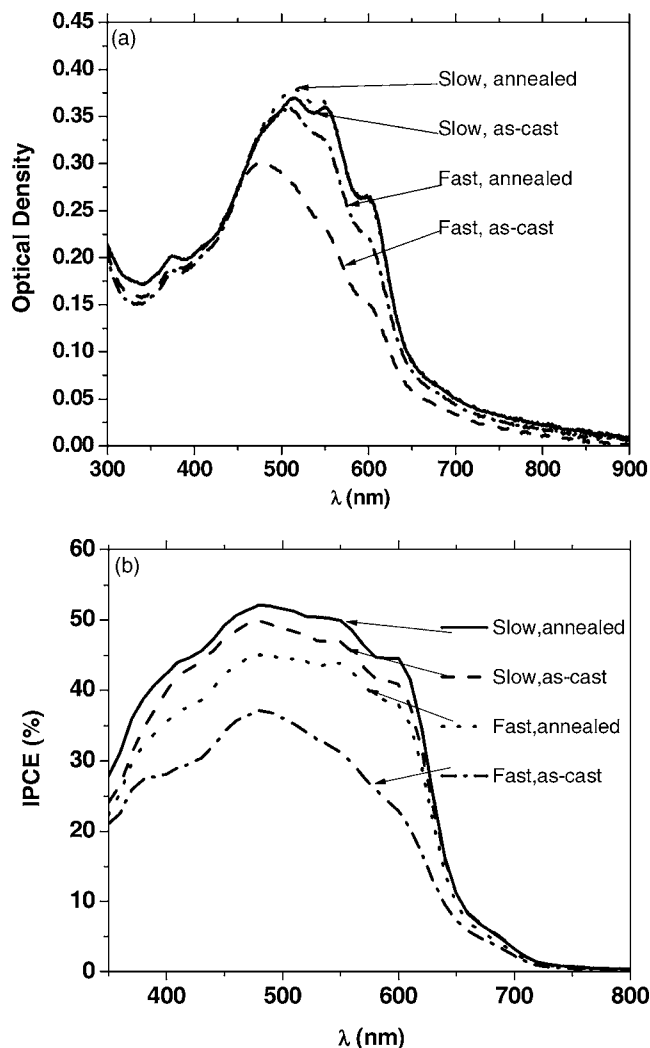 (a)
0.45
0.40
0.35
0.30
0.25
0.20
0.15
0.10
0.05
0.00
Optical Density
Slow, annealed
Slow, as-cast
Fast, annealed
Fast, as-cast
300 400 500 600 700 800 900
λ (nm)
(b)
60
50
40
30
20
10
0
IPCE (%)
Slow,annealed
Slow,as-cast
Fast,annealed
Fast,as-cast
400 500 600 700 800
λ (nm)